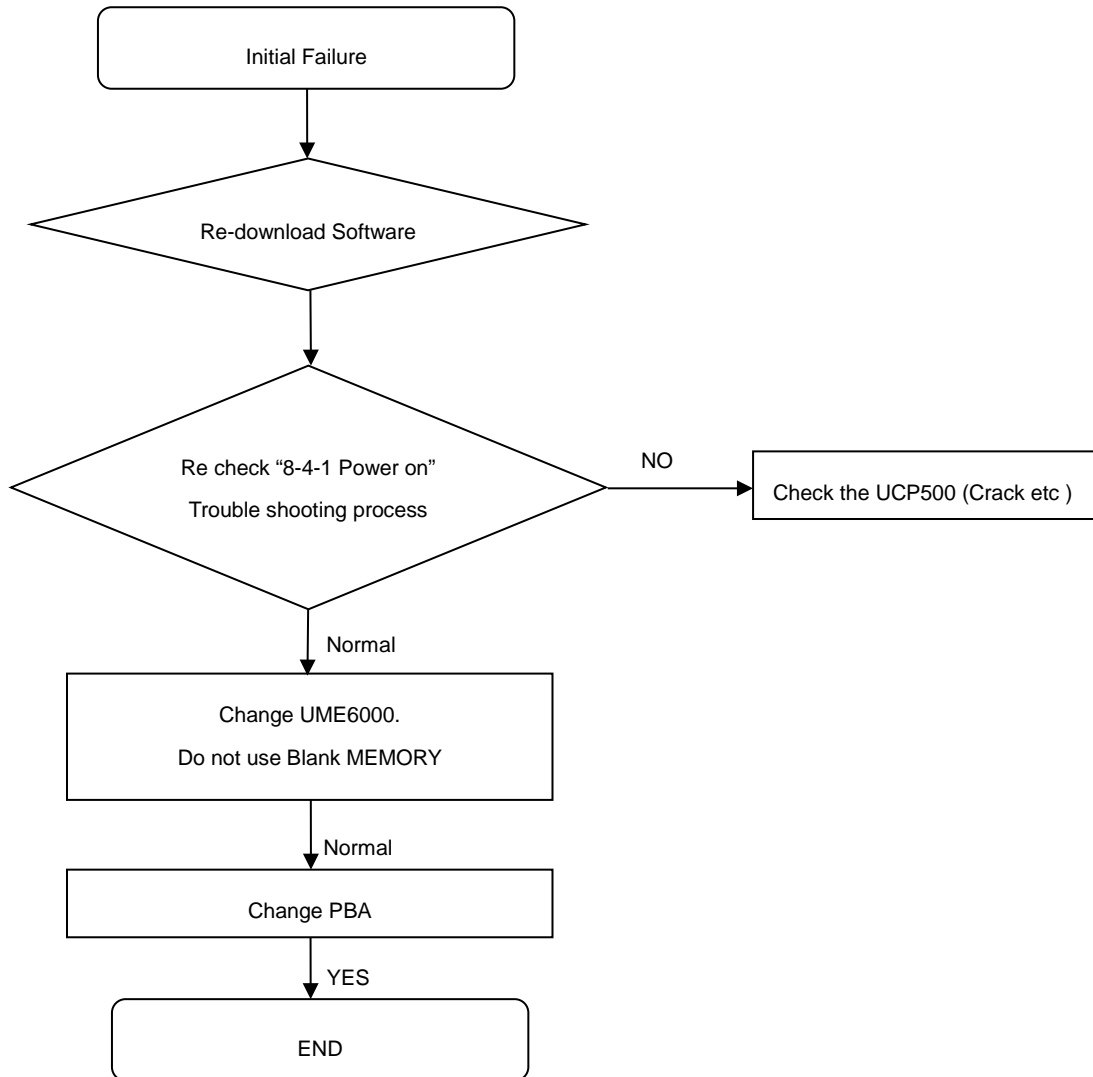 Initial Failure
Re-download Software
Re check “8-4-1 Power on”
Trouble shooting process
NO
Check the UCP500 (Crack etc )
Normal
Change UME6000.
Do not use Blank MEMORY
Normal
Change PBA
YES
END